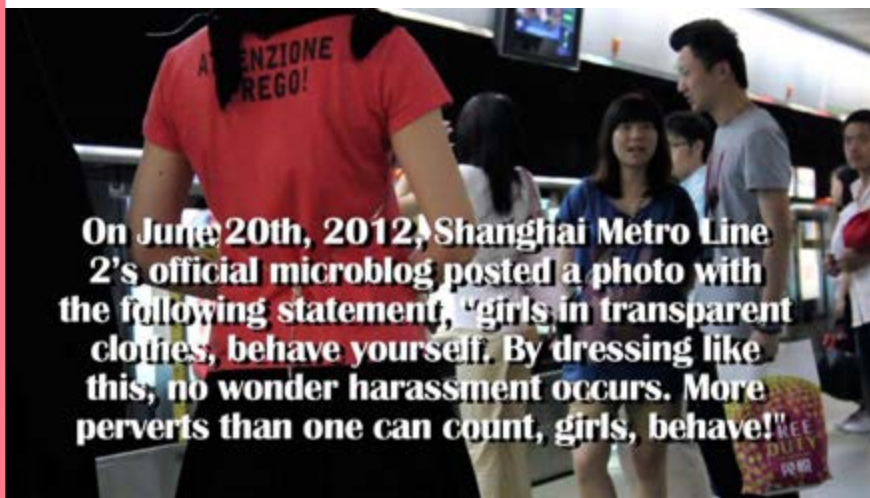 ATTENZIONE
PREGO!
On June 20th, 2012, Shanghai Metro Line
2's official microblog posted a photo with
the following statement, "girls in transparent
clothes, behave yourself. By dressing like
this, no wonder harassment occurs. More
perverts than one can count, girls, behave!"
FREE
DUTY